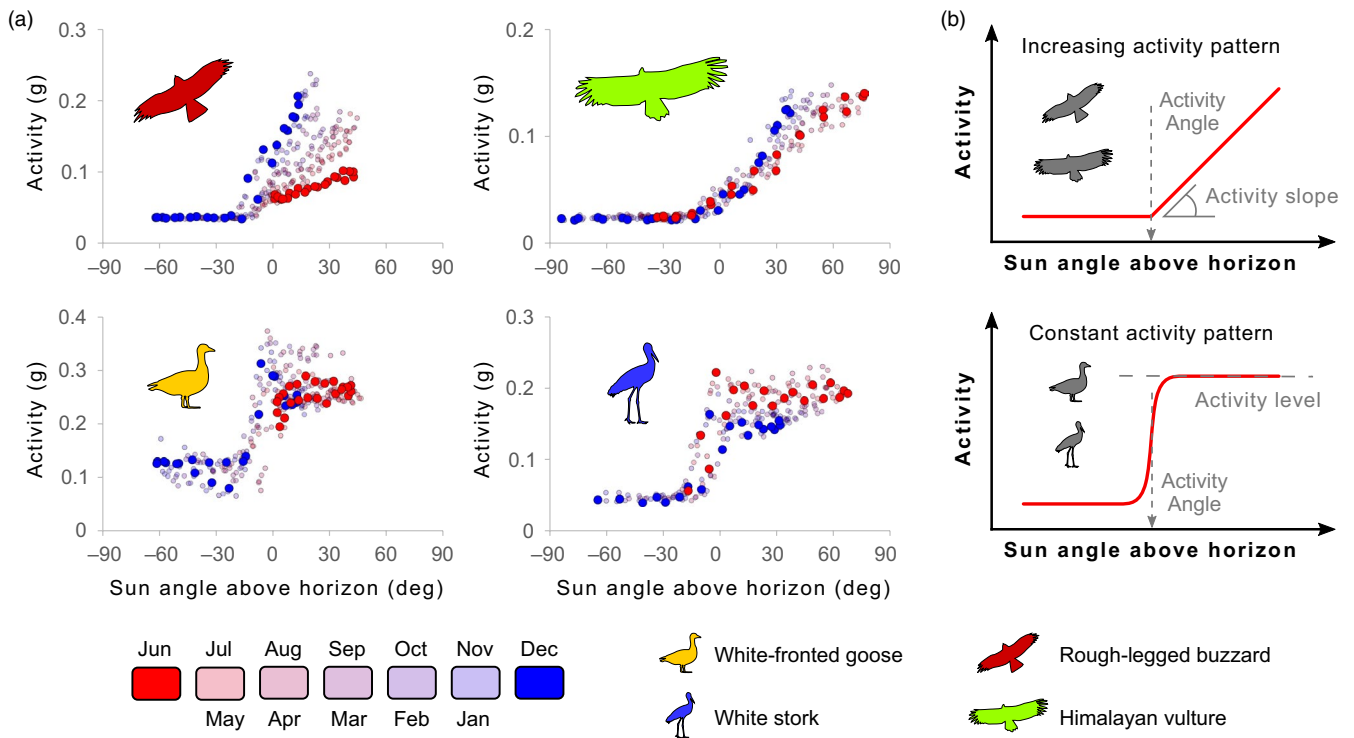 (a)
0.3
0.2
0.1
0
Activity (g)
–90 –60 –30 0 30 60 90
0.2
0.1
0
Activity (g)
–90 –60 –30 0 30 60 90
0.4
0.3
0.2
0.1
0
Activity (g)
–90 –60 –30 0 30 60 90
Sun angle above horizon (deg)
0.3
0.2
0.1
0
Activity (g)
–90 –60 –30 0 30 60 90
Sun angle above horizon (deg)
(b)
Increasing activity pattern
Activity
Activity
Angle
Activity slope
Sun angle above horizon
Constant activity pattern
Activity
Activity level
Activity
Angle
Sun angle above horizon
Jun Jul Aug Sep Oct Nov Dec
May Apr Mar Feb Jan
White-fronted goose
White stork
Rough-legged buzzard
Himalayan vulture